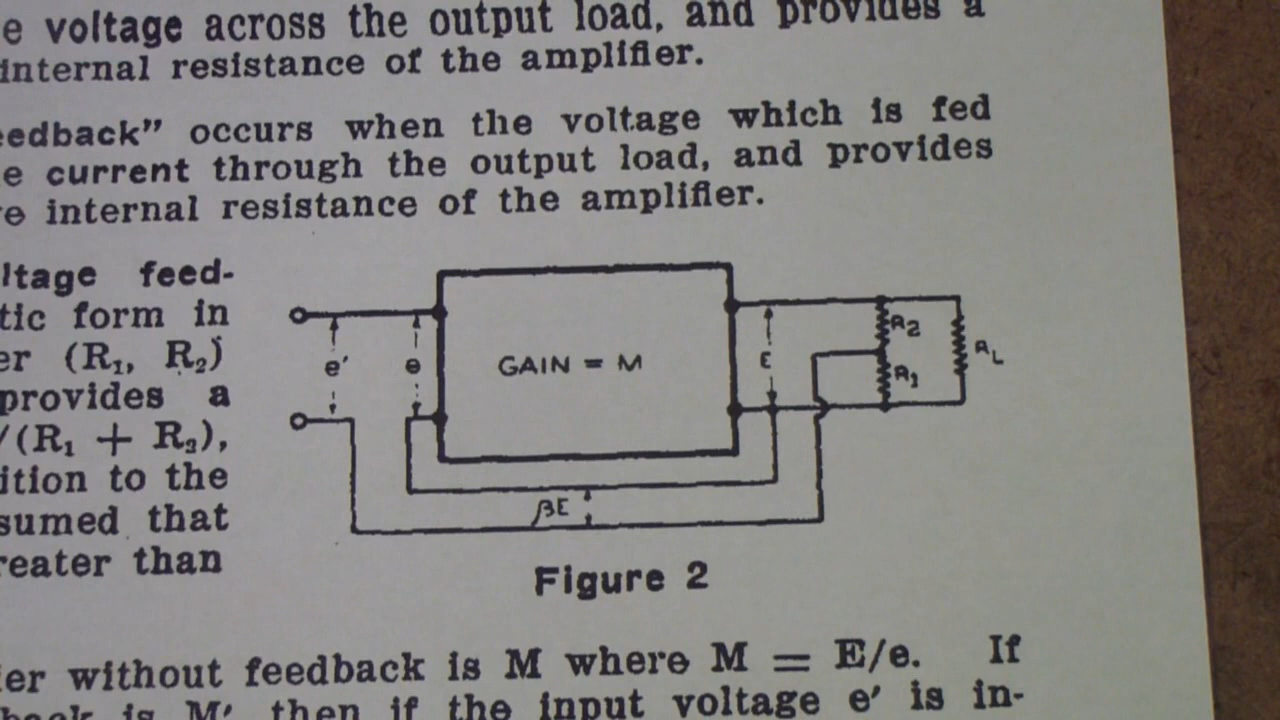 e voltage across the output load, and provides a
internal resistance of the amplifier.
eedback" occurs when the voltage which is fed
e current through the output load, and provides
e internal resistance of the amplifier.
ltage feed-
tic form in
er (R₁, R₂)
provides a
/(R₁ + R₂),
ition to the
sumed that
reater than
e'
e
GAIN = M
E
R2
R1
RL
βE
Figure 2
ier without feedback is M where M = E/e. If
back is M' then if the input voltage e' is in-